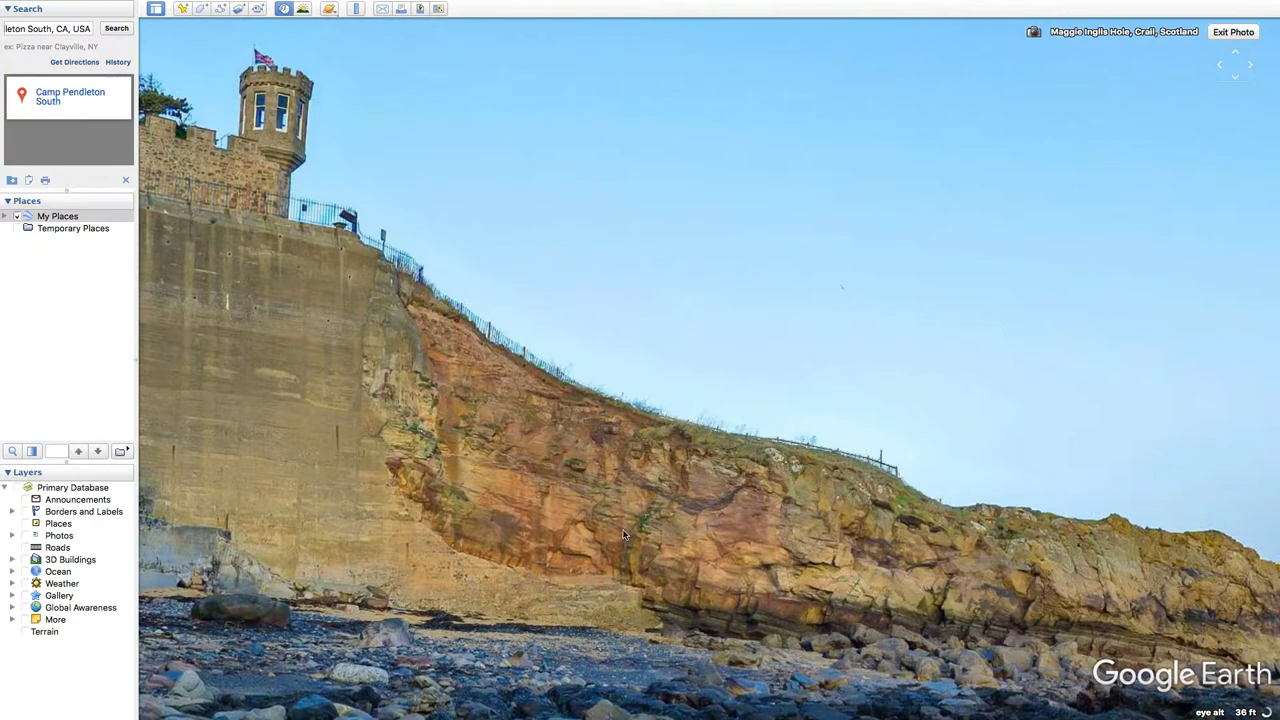 Search
leton South, CA, USA
Search
ex: Pizza near Clayville, NY
Get Directions
History
Camp Pendleton
South
Places
My Places
Temporary Places
Layers
Primary Database
Announcements
Borders and Labels
Places
Photos
Roads
3D Buildings
Ocean
Weather
Gallery
Global Awareness
More
Terrain
Maggie Inglis Hole, Crail, Scotland
Exit Photo
Google Earth
eye alt 36 ft